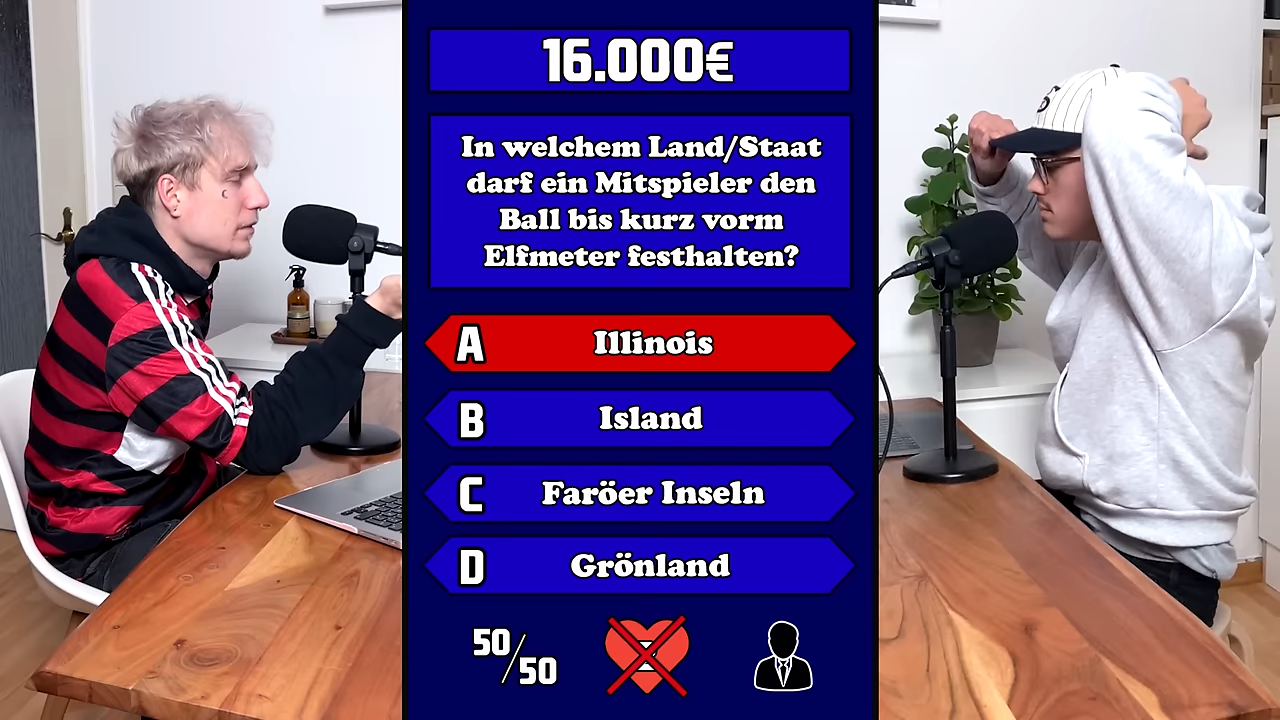 16.000€
In welchem Land/Staat
darf ein Mitspieler den
Ball bis kurz vorm
Elfmeter festhalten?
A Illinois
B Island
C Faröer Inseln
D Grönland
50/50